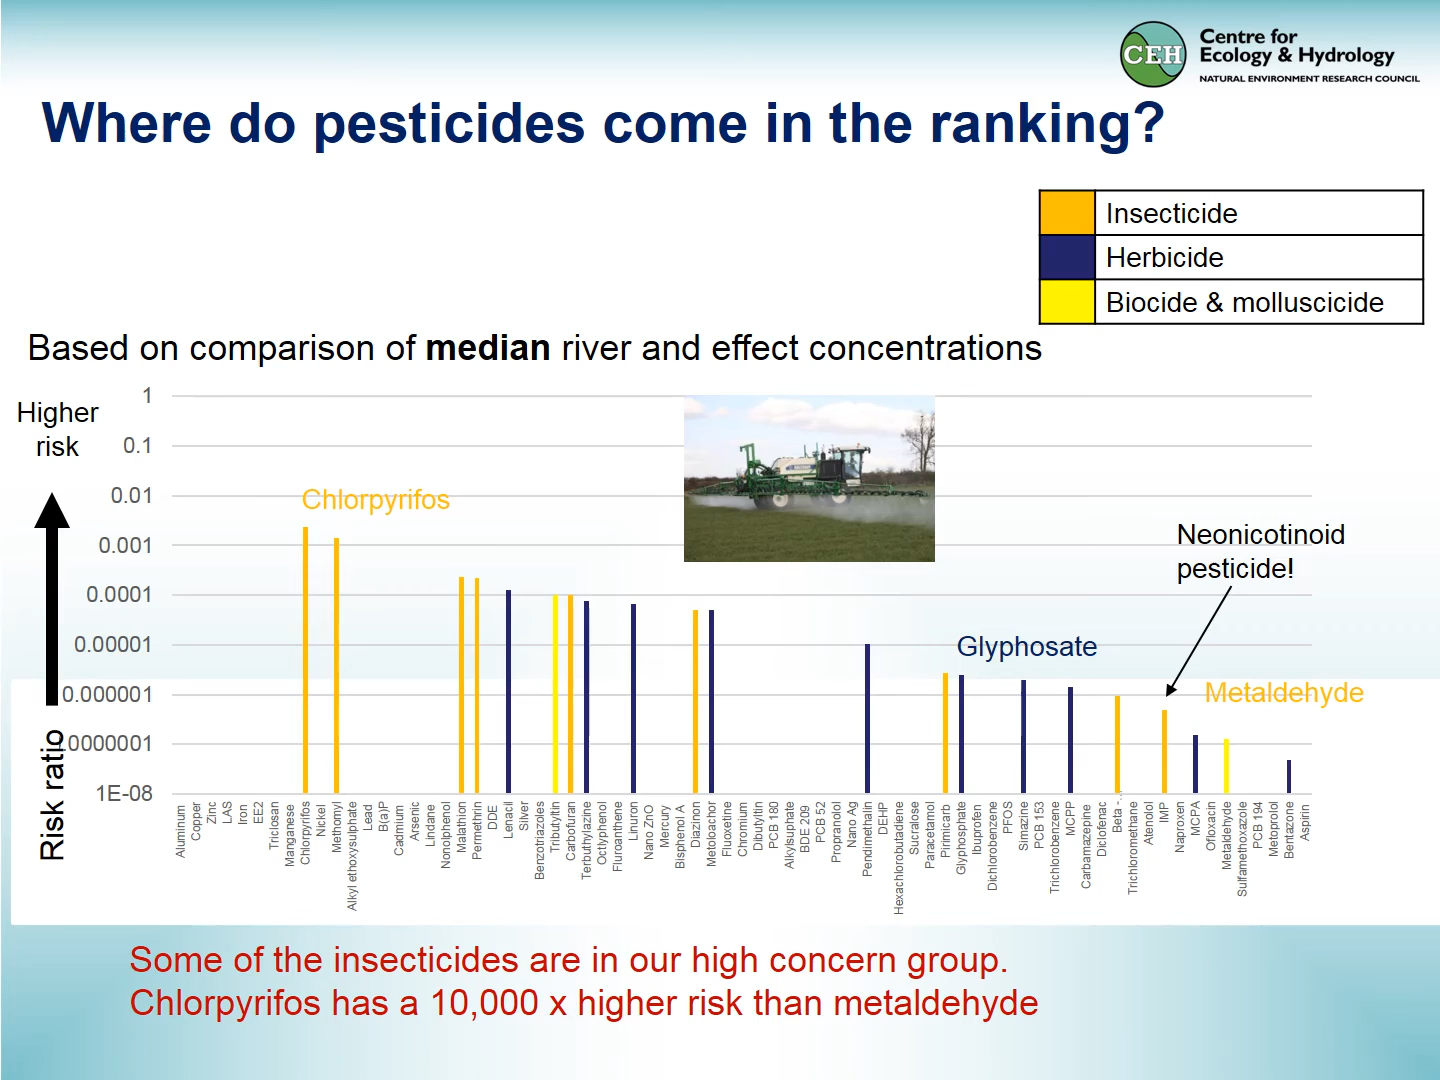 Centre for
Ecology & Hydrology
NATURAL ENVIRONMENT RESEARCH COUNCIL
CEH
Where do pesticides come in the ranking?
Insecticide
Herbicide
Biocide & molluscicide
Based on comparison of median river and effect concentrations
Higher
risk
Risk ratio
1
0.1
0.01
0.001
0.0001
0.00001
0.000001
0000001
1E-08
Chlorpyrifos
Neonicotinoid
pesticide!
Glyphosate
Metaldehyde
Aluminum
Copper
Zinc
LAS
Iron
EE2
Triclosan
Manganese
Chlorpyrifos
Nickel
Methomyl
Alkyl ethoxysulphate
Lead
B(a)P
Cadmium
Arsenic
Lndane
Nonolphenol
Malathion
Permethrin
DDE
Lenacil
Silver
Benzotriazoles
Tributyltin
Carbofuran
Terbuthylazine
Octlyphenol
Fluroanthene
Linuron
Nano ZnO
Mercury
Bisphenol A
Diazinon
Metoloachor
Fluoxetine
Chromium
Dibutyltin
PCB 180
Alkylsuphate
BDE 209
PCB 52
Propranolol
Nano Ag
Pendimethalin
Hexachlorobutadiene
DEHP
Sucralose
Paracetamol
Pirimicarb
Glyphosphate
Ibuprofen
Dichlorobenzene
PFOS
Simazine
PCB 153
Trichlorobenzene
MCPP
Carbamazepine
Diclofenac
Beta -...
Trichloromethane
Atenolol
IMP
Naproxen
MCPA
Ofloxacin
Metaldehyde
Sulfamethoxazole
PCB 194
Metoprolol
Bentazone
Aspirin
Some of the insecticides are in our high concern group.
Chlorpyrifos has a 10,000 x higher risk than metaldehyde